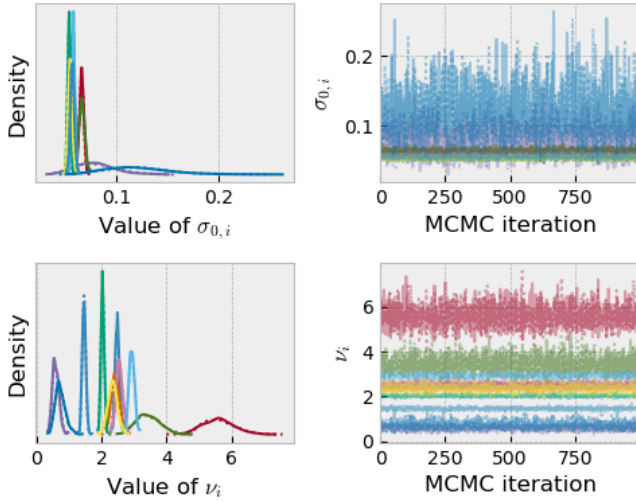 Density
0.1 0.2
Value of σ₀,ᵢ
σ₀,ᵢ
0.2
0.1
0 250 500 750
MCMC iteration
Density
0 2 4 6
Value of νᵢ
νᵢ
6
4
2
0
0 250 500 750
MCMC iteration